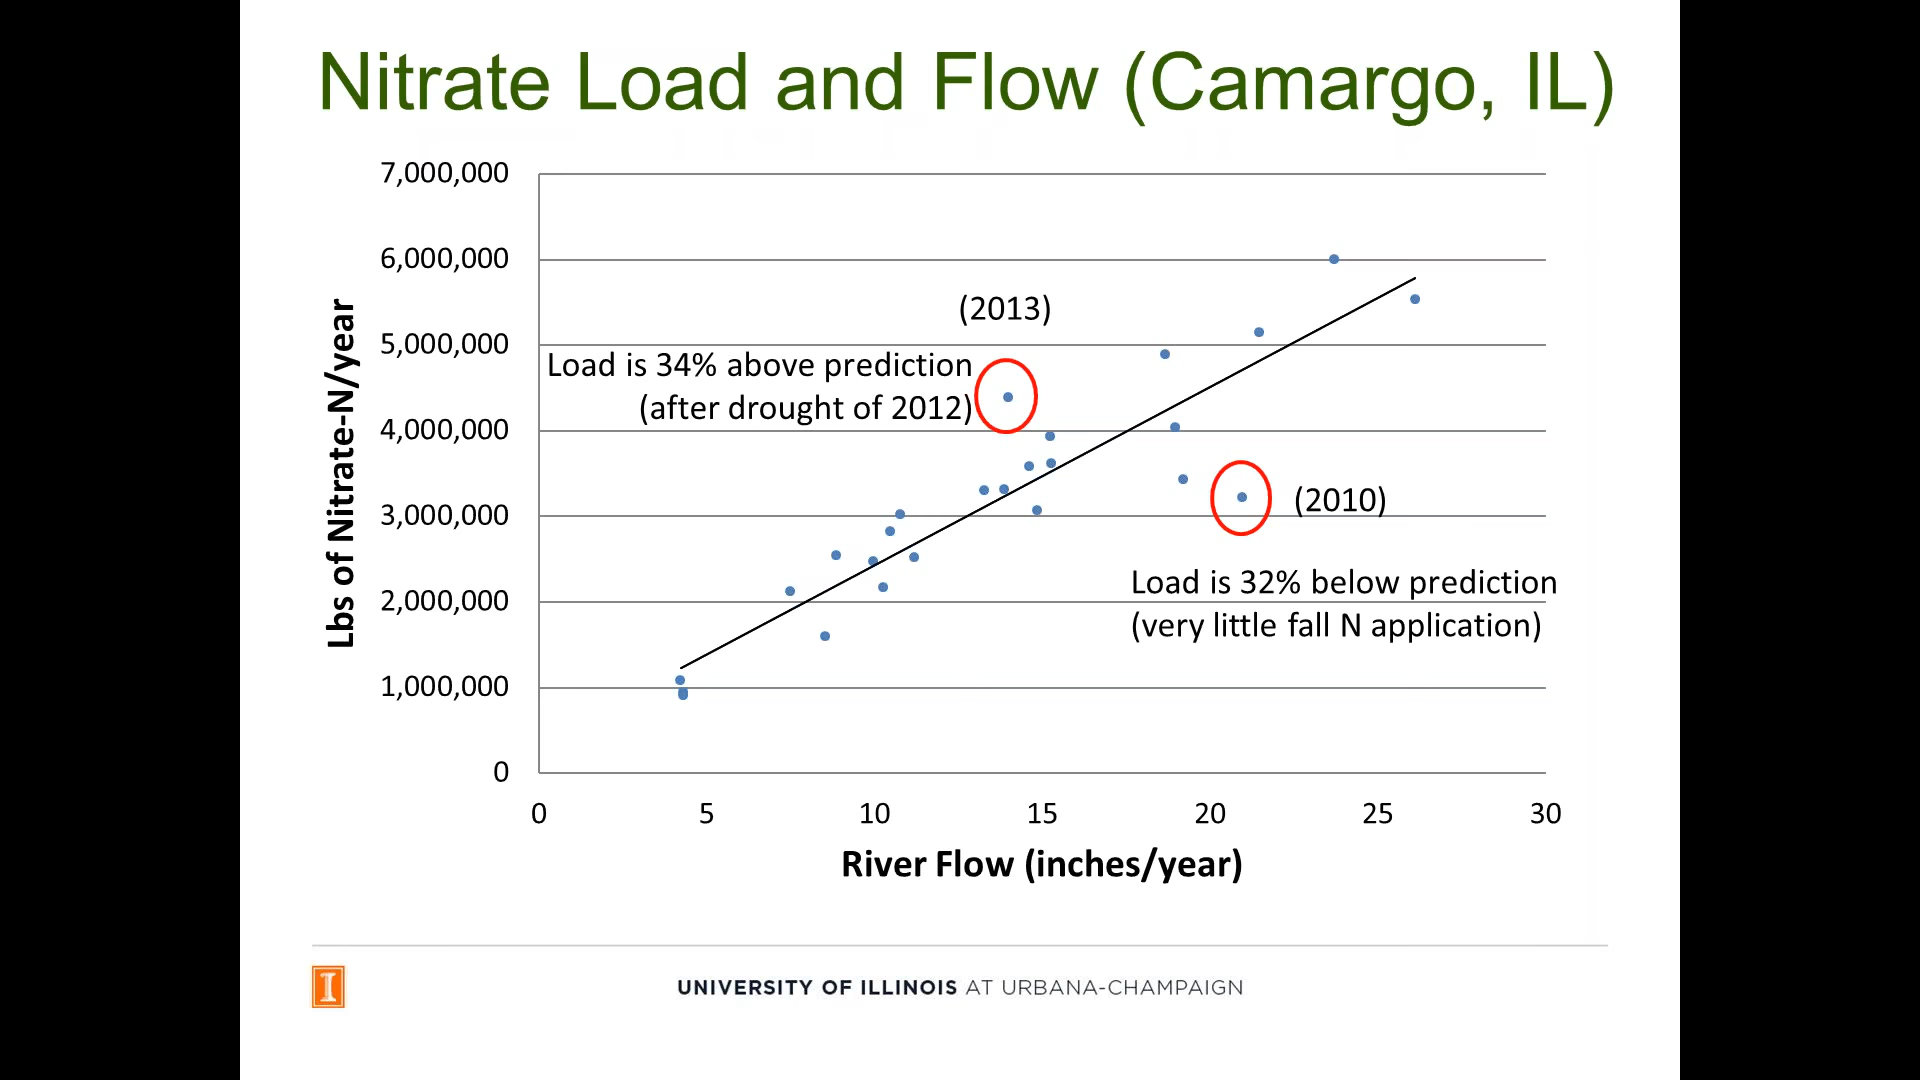 Nitrate Load and Flow (Camargo, IL)
7,000,000
6,000,000
5,000,000
4,000,000
3,000,000
2,000,000
1,000,000
0
Lbs of Nitrate-N/year
(2013)
Load is 34% above prediction
(after drought of 2012)
(2010)
Load is 32% below prediction
(very little fall N application)
0 5 10 15 20 25 30
River Flow (inches/year)
I
UNIVERSITY OF ILLINOIS AT URBANA-CHAMPAIGN